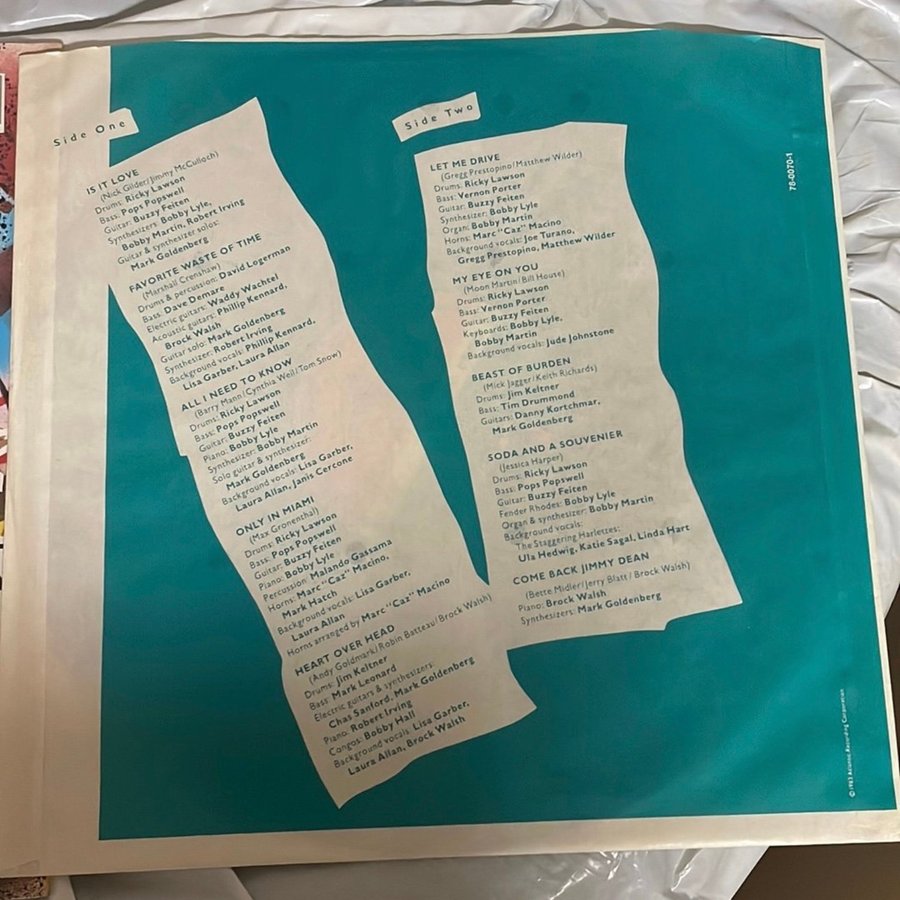 Side One
IS IT LOVE
(Nick Gilder/Jimmy McCulloch)
Drums: Ricky Lawson
Bass: Pops Popswell
Guitar: Buzzy Feiten
Synthesizers: Bobby Lyle,
Bobby Martin, Robert Irving
Guitar & synthesizer solos:
Mark Goldenberg
FAVORITE WASTE OF TIME
(Marshall Crenshaw)
Drums & percussion: David Logerman
Bass: Dave Demare
Electric guitars: Waddy Wachtel
Acoustic guitars: Phillip Kennard,
Brock Walsh
Guitar solo: Mark Goldenberg
Synthesizer: Robert Irving
Background vocals: Phillip Kennard,
Lisa Garber, Laura Allan
ALL I NEED TO KNOW
(Barry Mann/Cynthia Weil/Tom Snow)
Drums: Ricky Lawson
Bass: Pops Popswell
Guitar: Buzzy Feiten
Piano: Bobby Lyle
Synthesizer: Bobby Martin
Solo guitar & synthesizer:
Mark Goldenberg
Background vocals: Lisa Garber,
Laura Allan, Janis Cercone
ONLY IN MIAMI
(Max Gronenthal)
Drums: Ricky Lawson
Bass: Pops Popswell
Guitar: Buzzy Feiten
Piano: Bobby Lyle
Percussion: Malando Gassama
Horns: Marc "Caz" Macino,
Mark Hatch
Background vocals: Lisa Garber,
Laura Allan
Horns arranged by Marc "Caz" Macino
HEART OVER HEAD
(Andy Goldmark/Robin Batteau/Brock Walsh)
Drums: Jim Keltner
Bass: Mark Leonard
Electric guitars & synthesizers:
Chas Sanford, Mark Goldenberg
Piano: Robert Irving
Congos: Bobby Hall
Background vocals: Lisa Garber,
Laura Allan, Brock Walsh
Side Two
LET ME DRIVE
(Gregg Prestopino/Matthew Wilder)
Drums: Ricky Lawson
Bass: Vernon Porter
Guitar: Buzzy Feiten
Synthesizer: Bobby Lyle
Organ: Bobby Martin
Horns: Marc "Caz" Macino
Background vocals: Joe Turano,
Gregg Prestopino, Matthew Wilder
MY EYE ON YOU
(Moon Martin/Bill House)
Drums: Ricky Lawson
Bass: Vernon Porter
Guitar: Buzzy Feiten
Keyboards: Bobby Lyle,
Bobby Martin
Background vocals: Jude Johnstone
BEAST OF BURDEN
(Mick Jagger/Keith Richards)
Drums: Jim Keltner
Bass: Tim Drummond
Guitars: Danny Kortchmar,
Mark Goldenberg
SODA AND A SOUVENIER
(Jessica Harper)
Drums: Ricky Lawson
Bass: Pops Popswell
Guitar: Buzzy Feiten
Fender Rhodes: Bobby Lyle
Organ & synthesizer: Bobby Martin
Background vocals:
The Staggering Harlettes:
Ula Hedwig, Katie Sagal, Linda Hart
COME BACK JIMMY DEAN
(Bette Midler/Jerry Blatt/Brock Walsh)
Piano: Brock Walsh
Synthesizers: Mark Goldenberg
78-0070-1
© 1983 Atlantic Recording Corporation